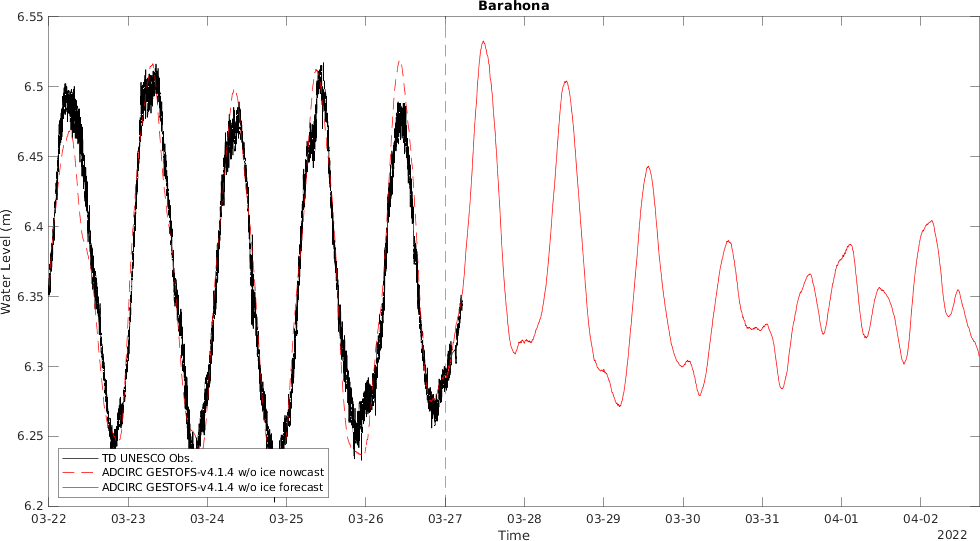 Barahona
6.55
6.5
6.45
6.4
6.35
6.3
6.25
6.2
Water Level (m)
TD UNESCO Obs.
ADCIRC GESTOFS-v4.1.4 w/o ice nowcast
ADCIRC GESTOFS-v4.1.4 w/o ice forecast
03-22 03-23 03-24 03-25 03-26 03-27 03-28 03-29 03-30 03-31 04-01 04-02
Time
2022